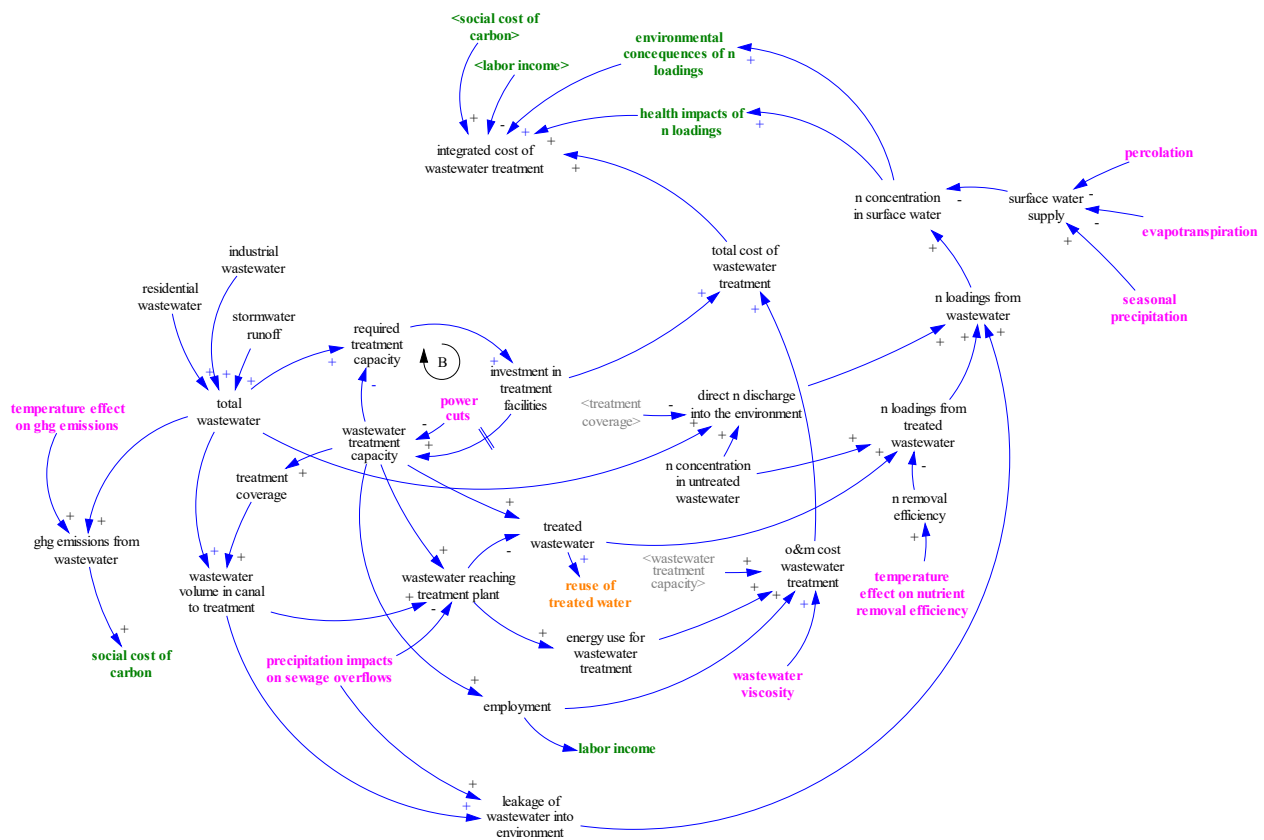 <social cost of
carbon>
<labor income>
environmental
concequences of n
loadings
health impacts of
n loadings
integrated cost of
wastewater treatment
percolation
n concentration
in surface water
surface water
supply
evapotranspiration
seasonal
precipitation
industrial
wastewater
residential
wastewater
stormwater
runoff
total cost of
wastewater
treatment
n loadings from
wastewater
required
treatment
capacity
B
investment in
treatment
facilities
temperature effect
on ghg emissions
total
wastewater
power
cuts
wastewater
treatment
capacity
<treatment
coverage>
direct n discharge
into the environment
n loadings from
treated
wastewater
n concentration
in untreated
wastewater
treatment
coverage
n removal
efficiency
ghg emissions from
wastewater
treated
wastewater
wastewater
volume in canal
to treatment
wastewater reaching
treatment plant
reuse of
treated water
<wastewater
treatment
capacity>
o&m cost
wastewater
treatment
temperature
effect on nutrient
removal efficiency
energy use for
wastewater
treatment
social cost of
carbon
precipitation impacts
on sewage overflows
wastewater
viscosity
employment
labor income
leakage of
wastewater into
environment